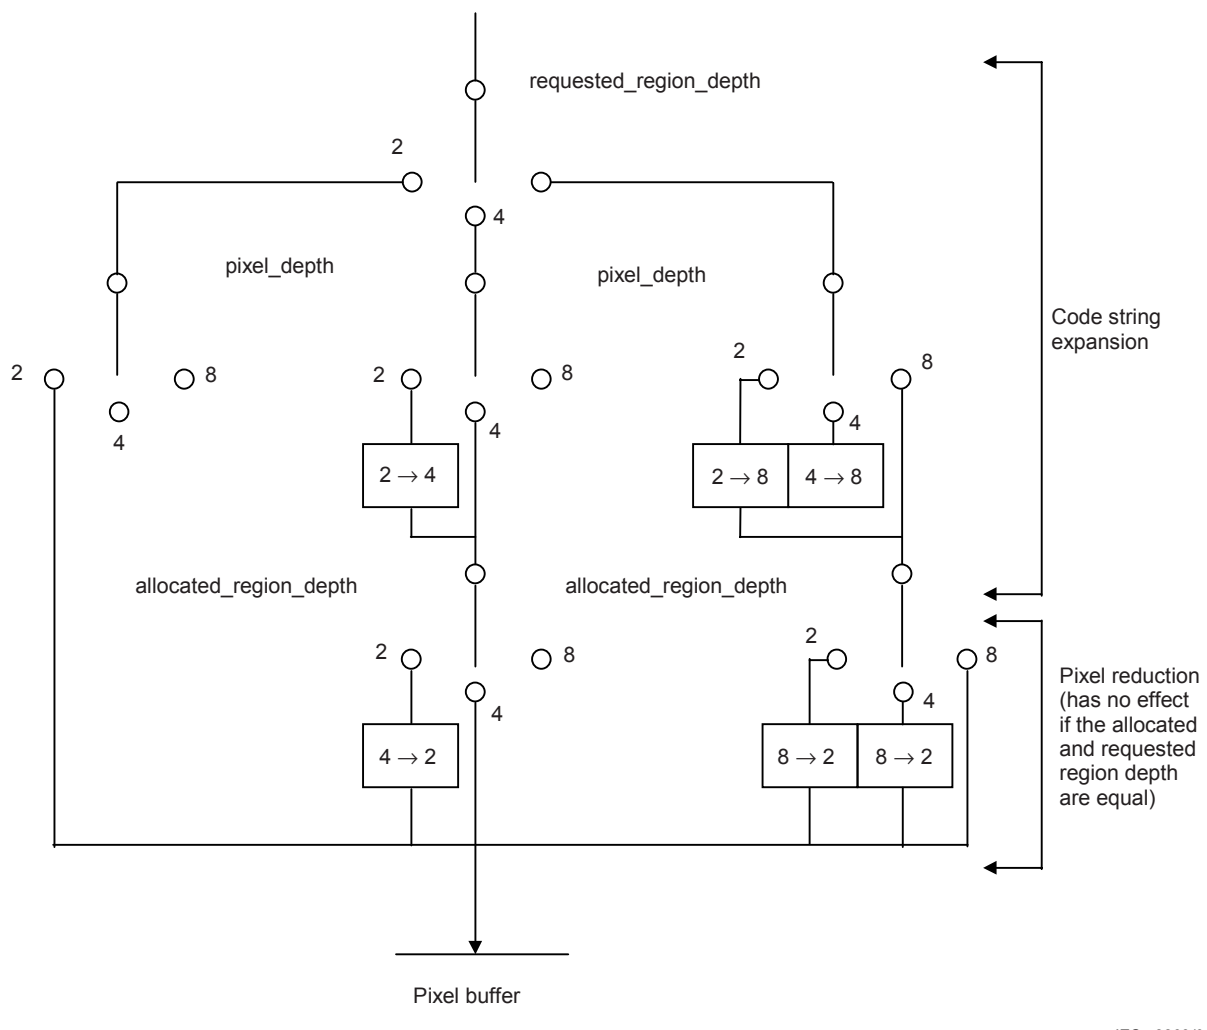 requested_region_depth
2
4
pixel_depth
pixel_depth
Code string
expansion
2
8
4
2
8
4
2
8
4
2 → 4
2 → 8
4 → 8
allocated_region_depth
allocated_region_depth
2
8
4
2
8
4
4 → 2
8 → 2
8 → 2
Pixel reduction
(has no effect
if the allocated
and requested
region depth
are equal)
Pixel buffer